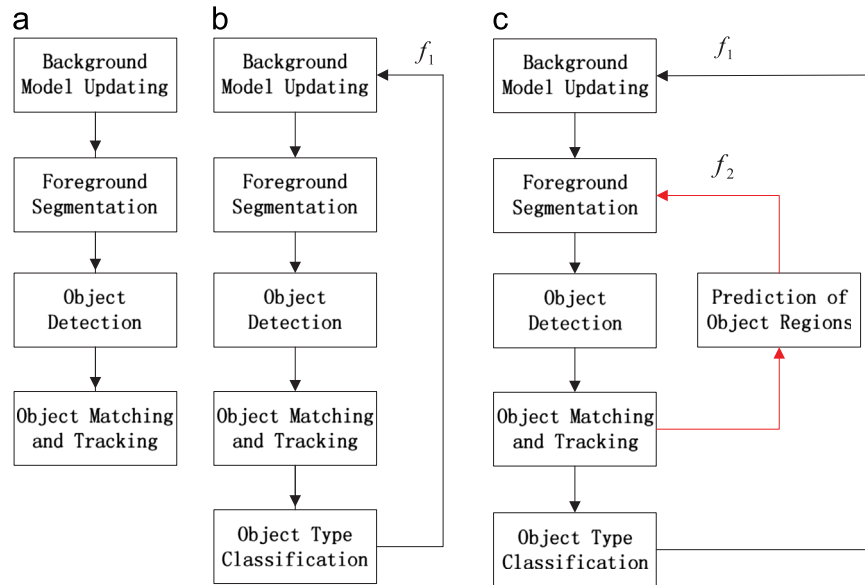 a
Background
Model Updating
Foreground
Segmentation
Object
Detection
Object Matching
and Tracking
b
f1
Background
Model Updating
Foreground
Segmentation
Object
Detection
Object Matching
and Tracking
Object Type
Classification
c
f1
Background
Model Updating
f2
Foreground
Segmentation
Object
Detection
Prediction of
Object Regions
Object Matching
and Tracking
Object Type
Classification